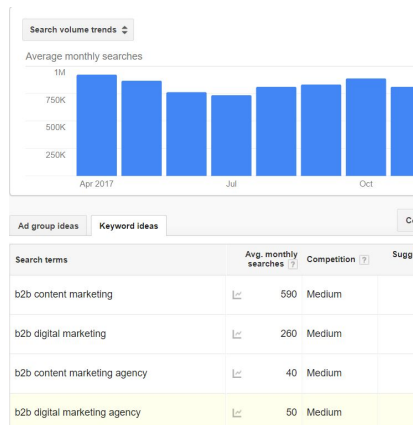 Search volume trends
Average monthly searches
1M
750K
500K
250K
Apr 2017 Jul Oct
Ad group ideas Keyword ideas
Search terms Avg. monthly searches ? Competition ?
b2b content marketing 590 Medium
b2b digital marketing 260 Medium
b2b content marketing agency 40 Medium
b2b digital marketing agency 50 Medium